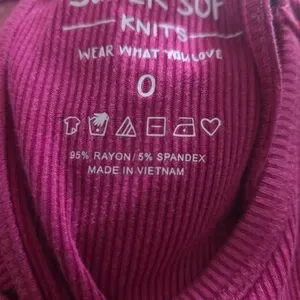 KNITS
WEAR WHAT YOU LOVE
0
95% RAYON/5% SPANDEX
MADE IN VIETNAM